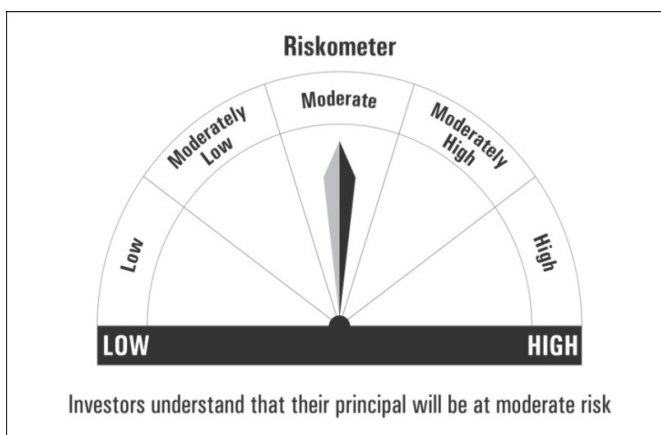 Riskometer
Low
Moderately
Low
Moderate
Moderately
High
High
LOW
HIGH
Investors understand that their principal will be at moderate risk